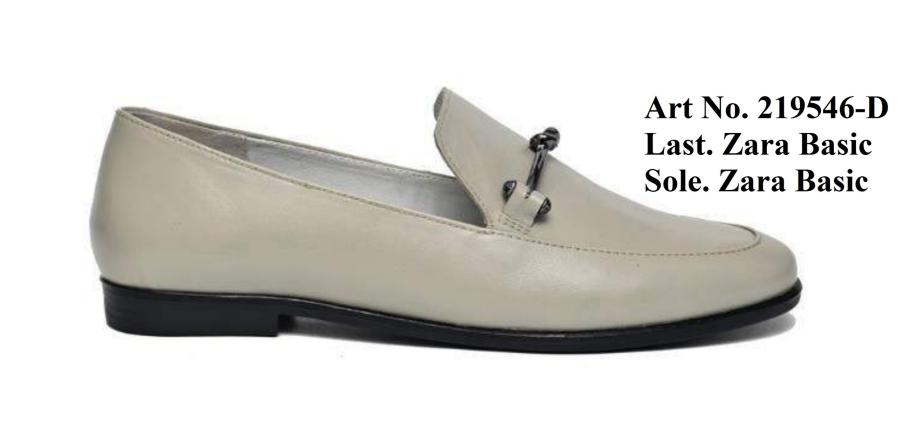 Art No. 219546-D
Last. Zara Basic
Sole. Zara Basic